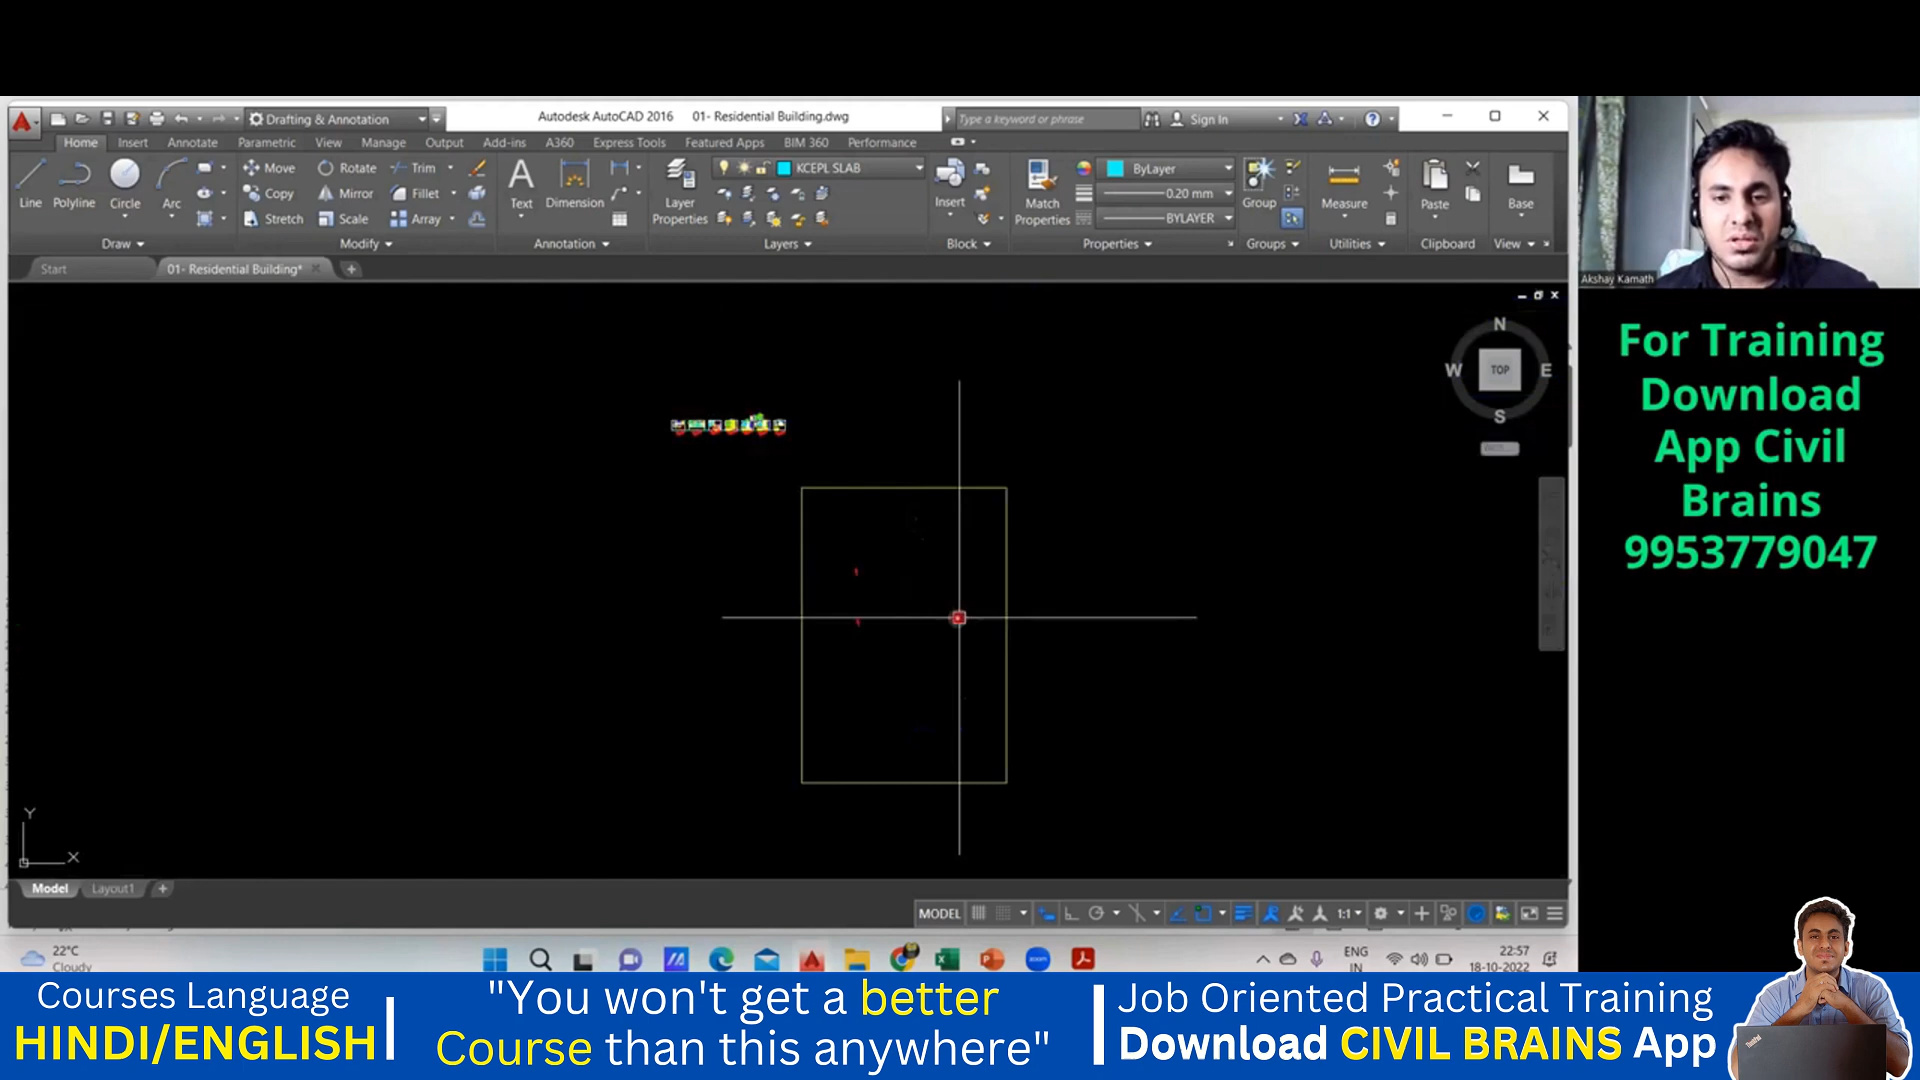 Drafting & Annotation
Autodesk AutoCAD 2016 01- Residential Building.dwg
Type a keyword or phrase
Sign In
Home Insert Annotate Parametric View Manage Output Add-ins A360 Express Tools Featured Apps BIM 360 Performance
Line Polyline Circle Arc
Move Rotate Trim
Copy Mirror Fillet
Stretch Scale Array
Text Dimension
Layer Properties
KCEPL SLAB
Insert
Match Properties
ByLayer
0.20 mm
BYLAYER
Group Measure Paste Base
Draw Modify Annotation Layers Block Properties Groups Utilities Clipboard View
Start 01- Residential Building*
Akshay Kamath
N
W TOP E
S
For Training
Download
App Civil
Brains
9953779047
Y
X
Model Layout1
MODEL 1:1
22°C
Cloudy
zoom
ENG
IN
22:57
18-10-2022
Courses Language
HINDI/ENGLISH
"You won't get a better
Course than this anywhere"
Job Oriented Practical Training
Download CIVIL BRAINS App